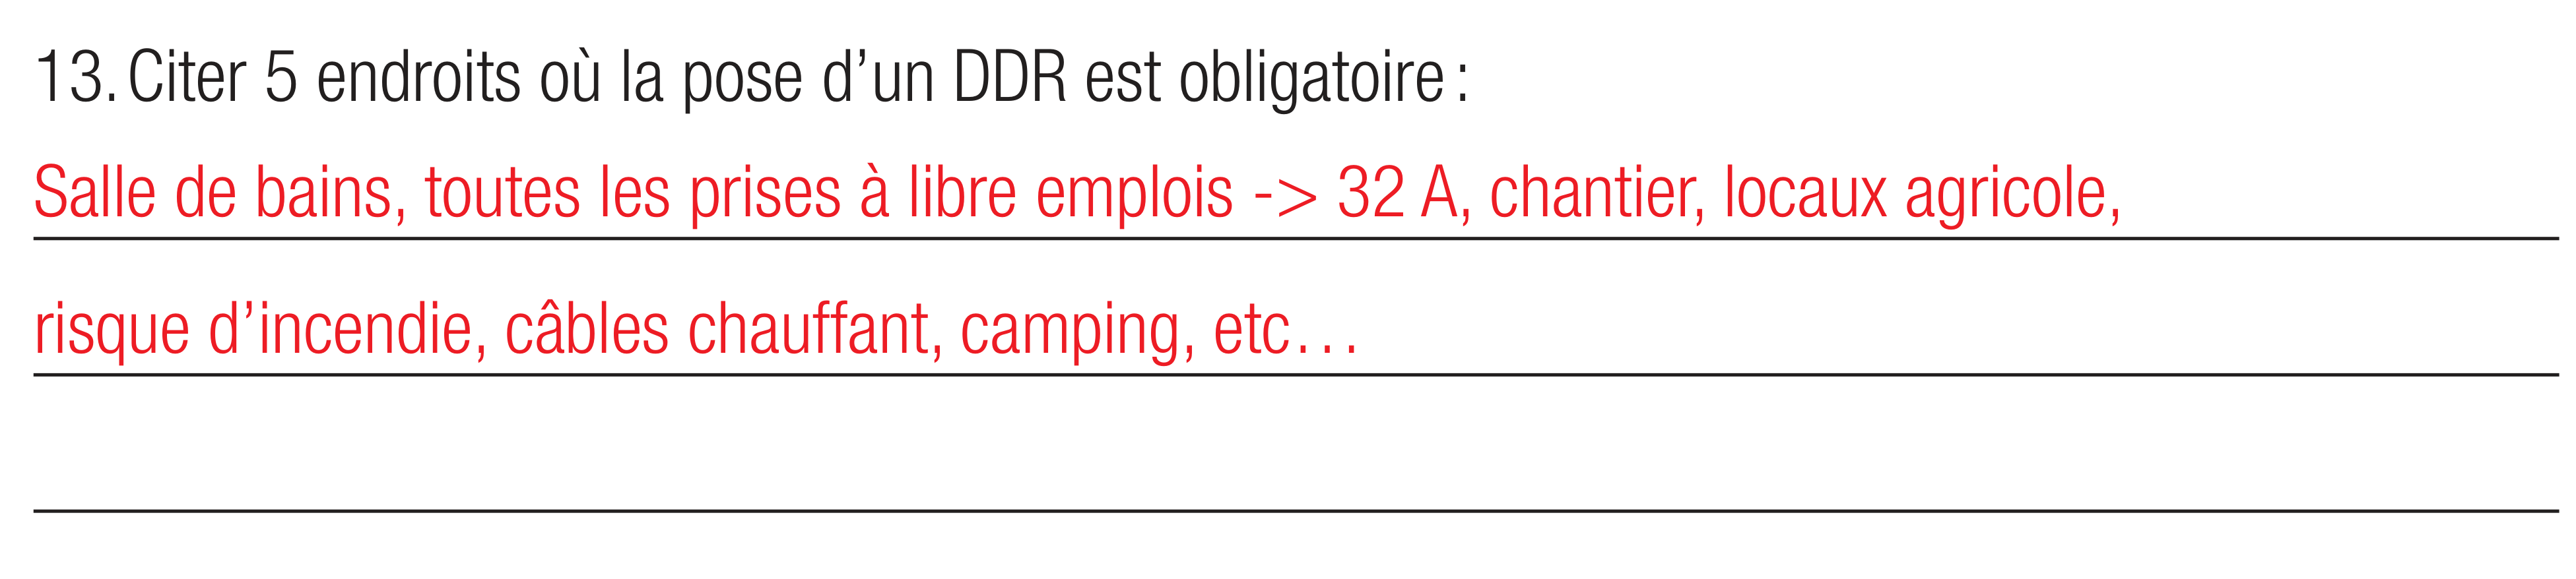 13. Citer 5 endroits où la pose d’un DDR est obligatoire :
Salle de bains, toutes les prises à libre emplois -> 32 A, chantier, locaux agricole,
risque d’incendie, câbles chauffant, camping, etc…